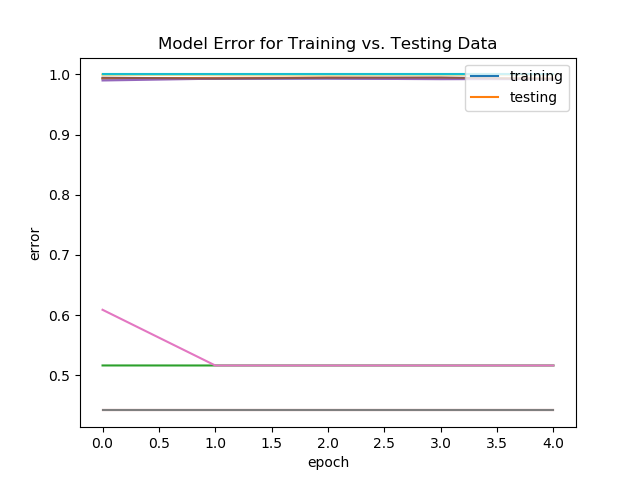 Model Error for Training vs. Testing Data
1.0
0.9
0.8
0.7
0.6
0.5
error
training
testing
0.0 0.5 1.0 1.5 2.0 2.5 3.0 3.5 4.0
epoch